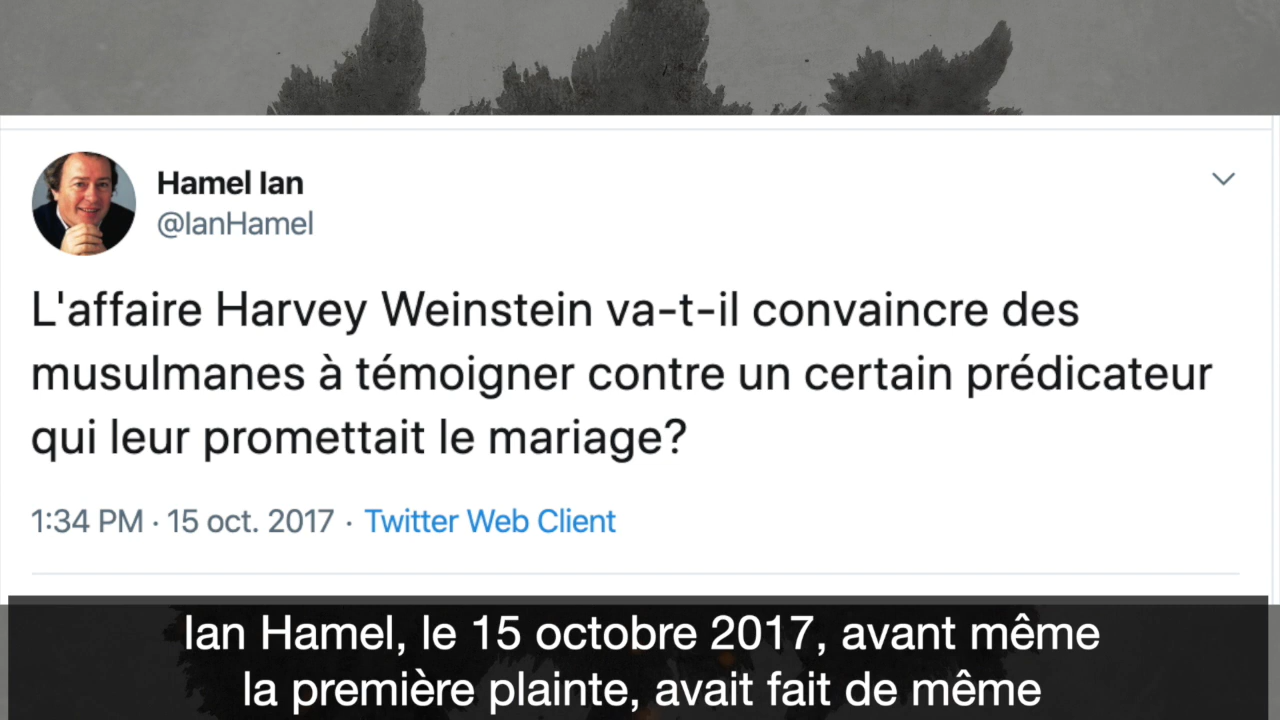 Hamel Ian
@IanHamel
L'affaire Harvey Weinstein va-t-il convaincre des
musulmanes à témoigner contre un certain prédicateur
qui leur promettait le mariage?
1:34 PM · 15 oct. 2017 · Twitter Web Client
Ian Hamel, le 15 octobre 2017, avant même
la première plainte, avait fait de même